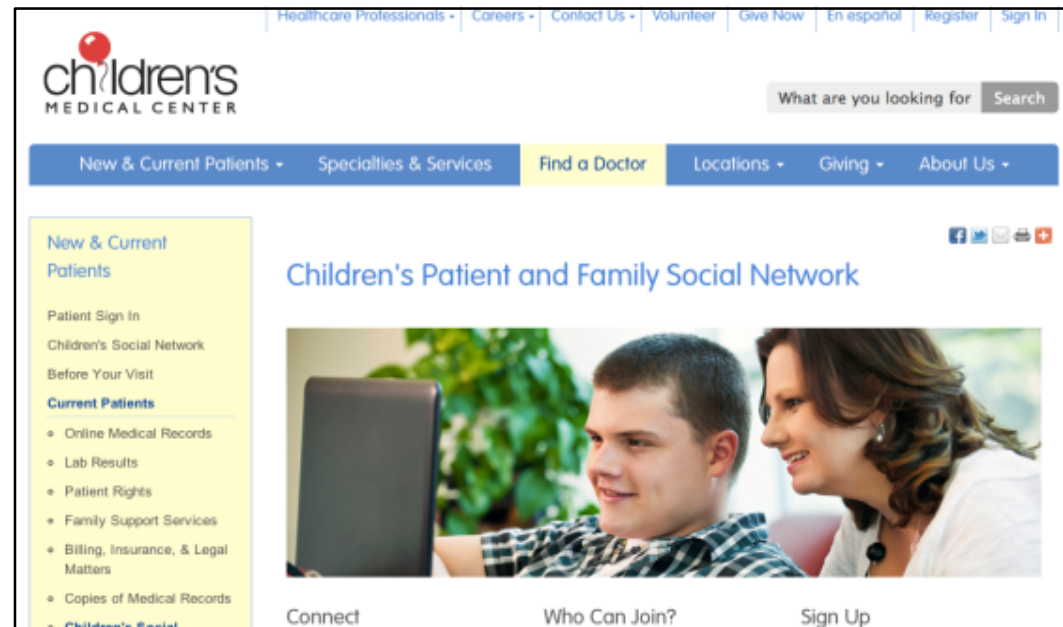 Healthcare Professionals Careers Contact Us Volunteer Give Now En español Register Sign In
children's
MEDICAL CENTER
What are you looking for Search
New & Current Patients Specialties & Services Find a Doctor Locations Giving About Us
New & Current
Patients
Children's Patient and Family Social Network
Patient Sign In
Children's Social Network
Before Your Visit
Current Patients
Online Medical Records
Lab Results
Patient Rights
Family Support Services
Billing, Insurance, & Legal
Matters
Copies of Medical Records
Children's Social
Connect Who Can Join? Sign Up